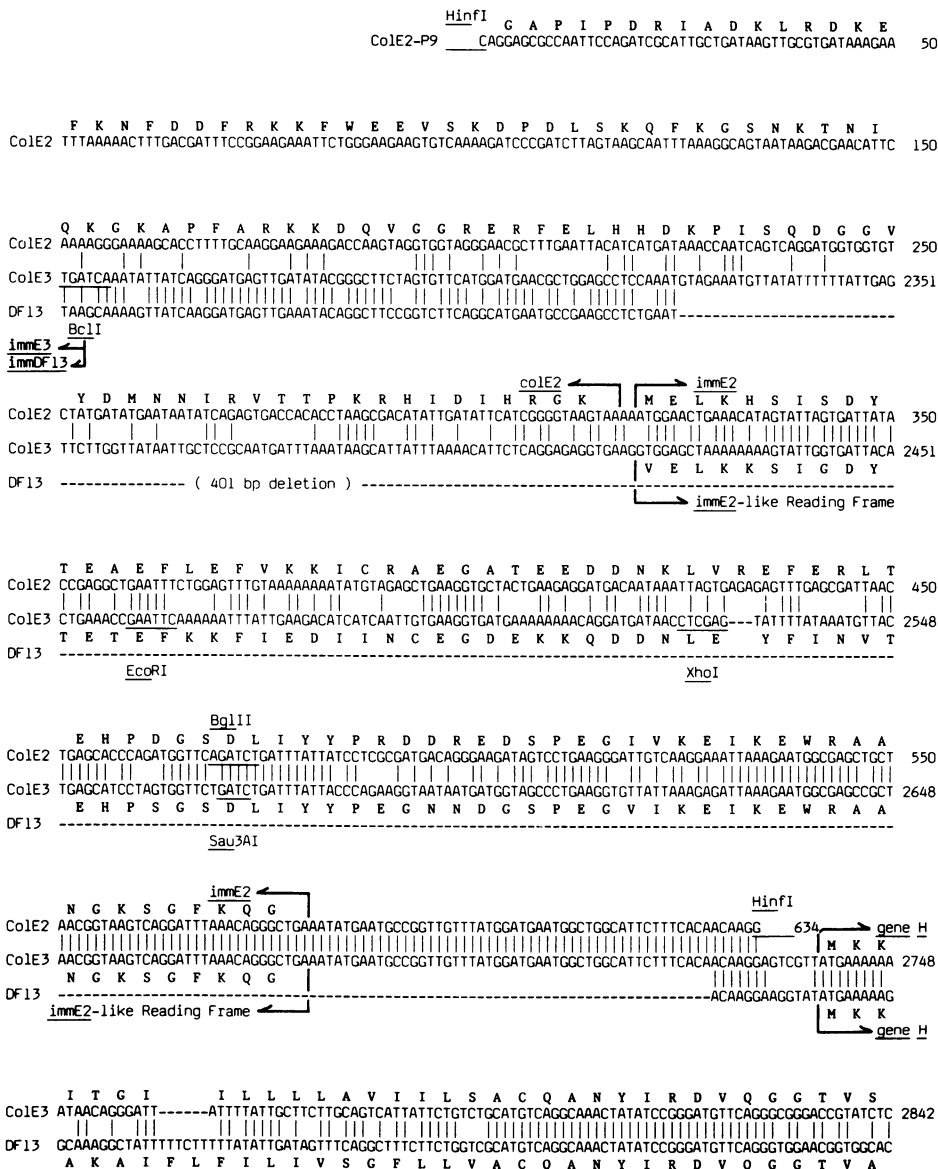 HinfI
G A P I P D R I A D K L R D K E
ColE2-P9 CAGGAGCGCCAATTCCAGATCGCATTGCTGATAAGTTGCGTGATAAAGAA 50
F K N F D D F R K K F W E E V S K D P D L S K Q F K G S N K T N I
ColE2 TTTAAAAACTTTGACGATTTCCGGAAGAAATTCTGGGAAGAAGTGTCAAAAGATCCCGATCTTAGTAAGCAATTTAAAGGCAGTAATAAGACGAACATTC 150
Q K G K A P F A R K K D Q V G G R E R F E L H H D K P I S Q D G G V
ColE2 AAAAGGGAAAAGCACCTTTTGCAAGGAAGAAAGACCAAGTAGGTGGTAGGGAACGCTTTGAATTACATCATGATAAACCAATCAGTCAGGATGGTGGTGT 250
ColE3 TGATCAAATATTATCAGGGATGAGTTGATATACGGGCTTCTAGTGTTCATGGATGAACGCTGGAGCCTCCAAATGTAGAAATGTTATATTTTTTATTGAG 2351
DF13 TAAGCAAAAGTTATCAAGGATGAGTTGAAATACAGGCTTCCGGTCTTCAGGCATGAATGCCGAAGCCTCTGAAT--------------------------
BclI
immE3
immDF13
colE2 immE2
Y D M N N I R V T T P K R H I D I H R G K M E L K H S I S D Y
ColE2 CTATGATATGAATAATATCAGAGTGACCACACCTAAGCGACATATTGATATTCATCGGGGTAAGTAAAAATGGAACTGAAACATAGTATTAGTGATTATA 350
ColE3 TTCTTGGTTATAATTGCTCCGCAATGATTTAAATAAGCATTATTTAAAACATTCTCAGGAGAGGTGAAGGTGGAGCTAAAAAAAAGTATTGGTGATTACA 2451
V E L K K S I G D Y
DF13 --------------- ( 401 bp deletion ) ----------------------------------------------------------------
immE2-like Reading Frame
T E A E F L E F V K K I C R A E G A T E E D D N K L V R E F E R L T
ColE2 CCGAGGCTGAATTTCTGGAGTTTGTAAAAAAAATATGTAGAGCTGAAGGTGCTACTGAAGAGGATGACAATAAATTAGTGAGAGAGTTTGAGCGATTAAC 450
ColE3 CTGAAACCGAATTCAAAAAATTTATTGAAGACATCATCAATTGTGAAGGTGATGAAAAAAAACAGGATGATAACCTCGAG---TATTTTATAAATGTTAC 2548
T E T E F K K F I E D I I N C E G D E K K Q D D N L E Y F I N V T
DF13 ----------------------------------------------------------------------------------------------------
EcoRI XhoI
BglII
E H P D G S D L I Y Y P R D D R E D S P E G I V K E I K E W R A A
ColE2 TGAGCACCCAGATGGTTCAGATCTGATTTATTATCCTCGCGATGACAGGGAAGATAGTCCTGAAGGGATTGTCAAGGAAATTAAAGAATGGCGAGCTGCT 550
ColE3 TGAGCATCCTAGTGGTTCTGATCTGATTTATTACCCAGAAGGTAATAATGATGGTAGCCCTGAAGGTGTTATTAAAGAGATTAAAGAATGGCGAGCCGCT 2648
E H P S G S D L I Y Y P E G N N D G S P E G V I K E I K E W R A A
DF13 ----------------------------------------------------------------------------------------------------
Sau3AI
immE2 HinfI
N G K S G F K Q G
ColE2 AACGGTAAGTCAGGATTTAAACAGGGCTGAAATATGAATGCCGGTTGTTTATGGATGAATGGCTGGCATTCTTTCACAACAAGG 634 gene H
M K K
ColE3 AACGGTAAGTCAGGATTTAAACAGGGCTGAAATATGAATGCCGGTTGTTTATGGATGAATGGCTGGCATTCTTTCACAACAAGGAGTCGTTATGAAAAAA 2748
N G K S G F K Q G
DF13 ------------------------------------------------------------------------------ACAAGGAAGGTATATGAAAAAG
immE2-like Reading Frame M K K
gene H
I T G I I L L L A V I I L S A C Q A N Y I R D V Q G G T V S
ColE3 ATAACAGGGATT------ATTTTATTGCTTCTTGCAGTCATTATTCTGTCTGCATGTCAGGCAAACTATATCCGGGATGTTCAGGGCGGGACCGTATCTC 2842
DF13 GCAAAGGCTATTTTTCTTTTTATATTGATAGTTTCAGGCTTTCTTCTGGTCGCATGTCAGGCAAACTATATCCGGGATGTTCAGGGTGGAACGGTGGCAC
A K A I F L F I L I V S G F L L V A C Q A N Y I R D V Q G G T V A